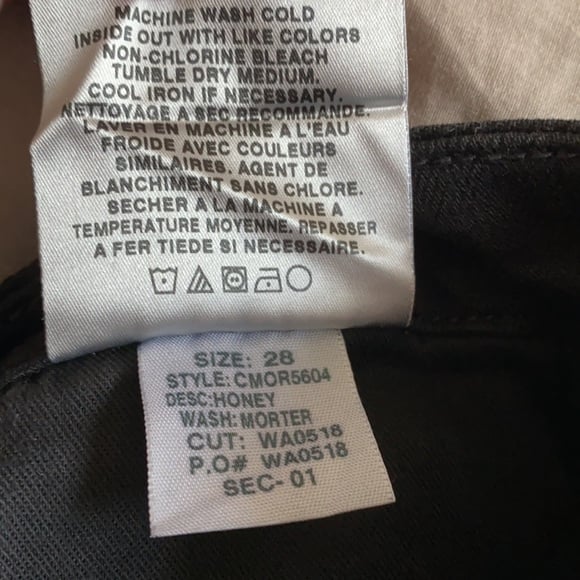 MACHINE WASH COLD
INSIDE OUT WITH LIKE COLORS
NON-CHLORINE BLEACH
TUMBLE DRY MEDIUM.
COOL IRON IF NECESSARY.
NETTOYAGE A SEC RECOMMANDE.
LAVER EN MACHINE A L'EAU
FROIDE AVEC COULEURS
SIMILAIRES. AGENT DE
BLANCHIMENT SANS CHLORE.
SECHER A LA MACHINE A
TEMPERATURE MOYENNE. REPASSER
A FER TIEDE SI NECESSAIRE.
SIZE: 28
STYLE:CMOR5604
DESC:HONEY
WASH:MORTER
CUT: WA0518
P.O# WA0518
SEC- 01